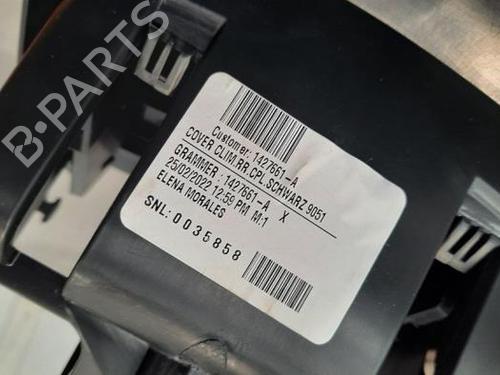 B-PARTS
Customer: 1427661-A
COVER CLIM.RR.CPL.SCHWARZ 9051
GRAMMER: 1427661-A X
25/02/2022 12:59 PM M:1
ELENA MORALES
SNL:0035858